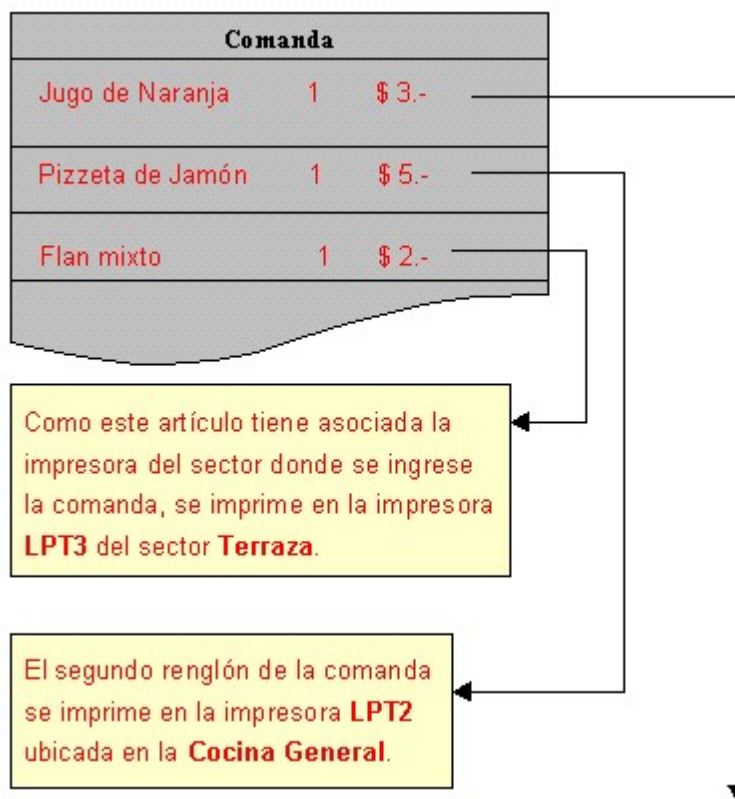 Comanda
Jugo de Naranja 1 $ 3.-
Pizzeta de Jamón 1 $ 5.-
Flan mixto 1 $ 2.-
Como este artículo tiene asociada la
impresora del sector donde se ingrese
la comanda, se imprime en la impresora
LPT3 del sector Terraza.
El segundo renglón de la comanda
se imprime en la impresora LPT2
ubicada en la Cocina General.